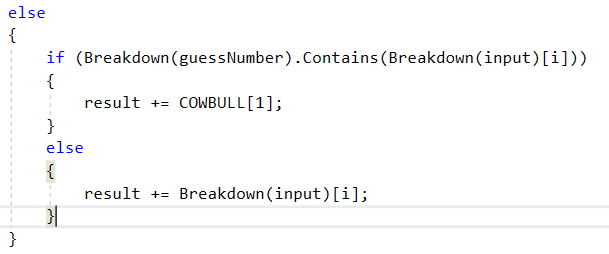 else
{
    if (Breakdown(guessNumber).Contains(Breakdown(input)[i]))
    {
        result += COWBULL[1];
    }
    else
    {
        result += Breakdown(input)[i];
    }
}